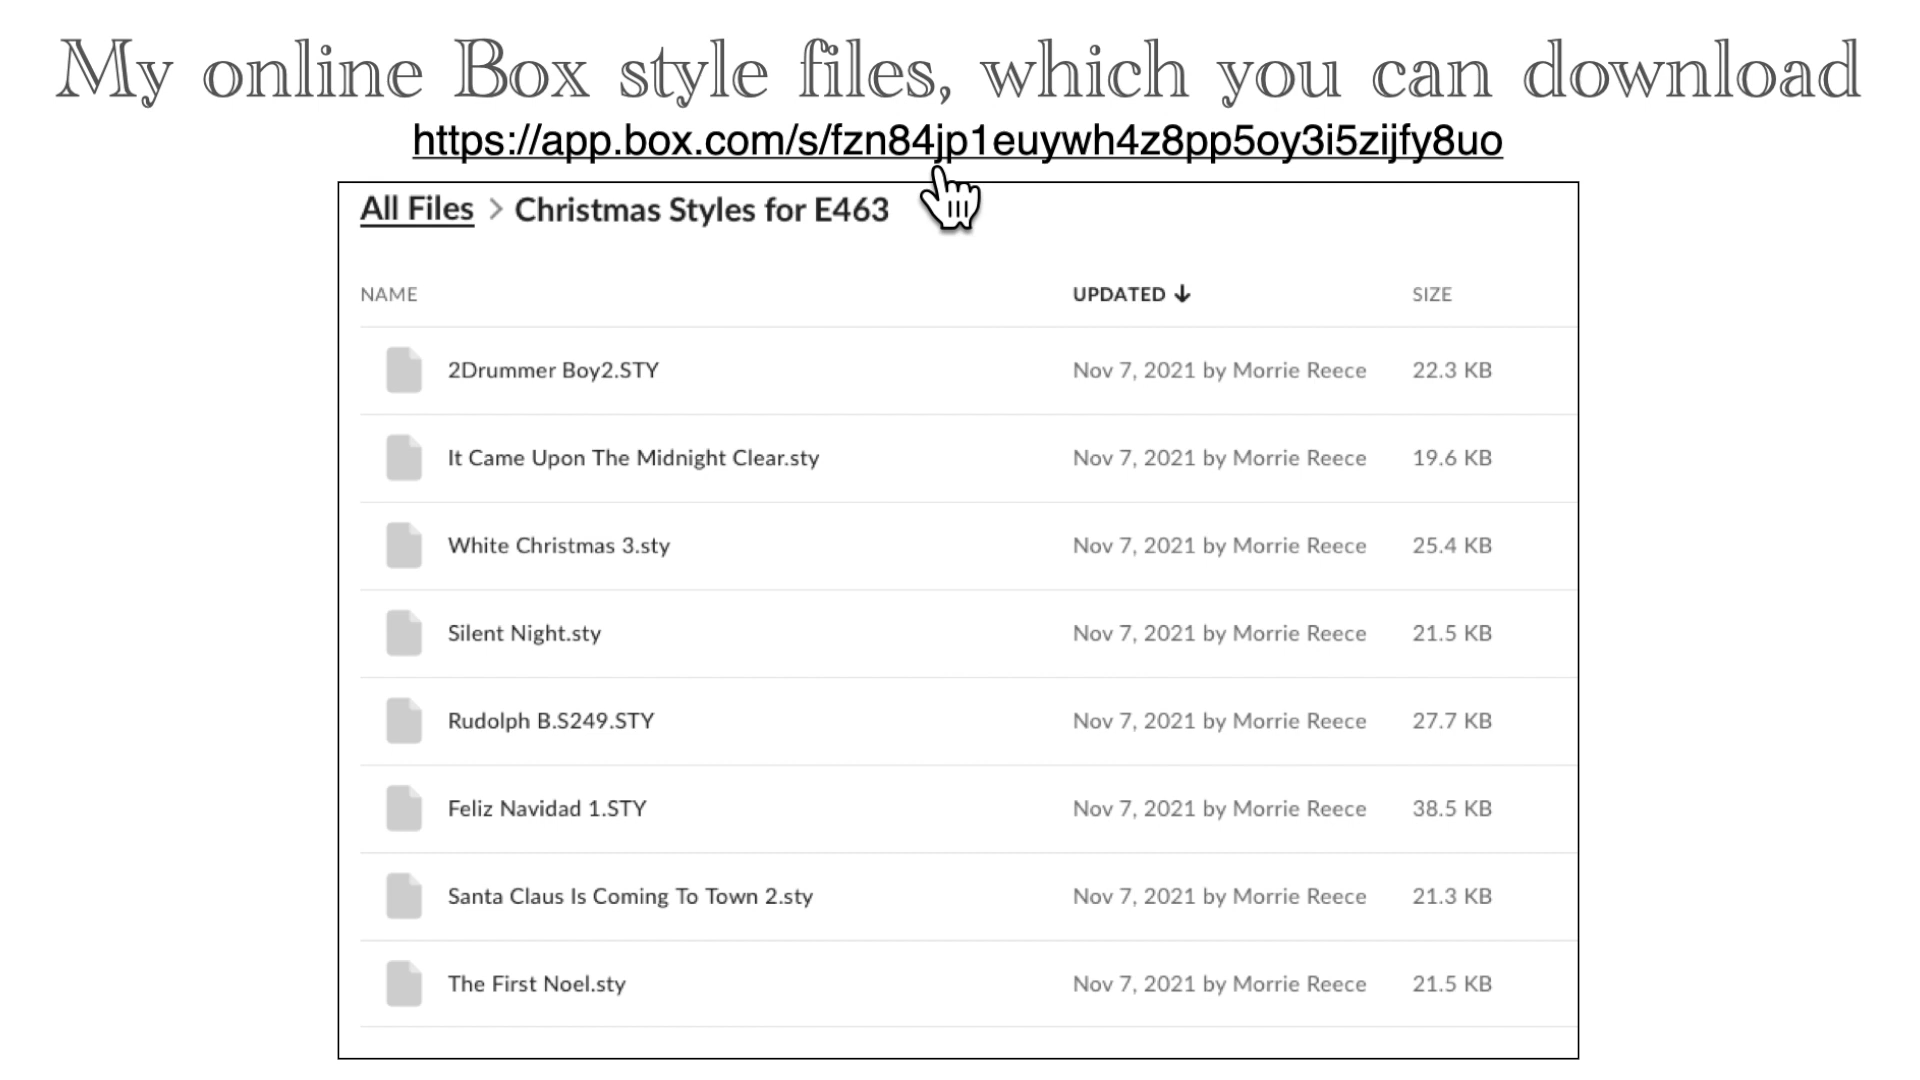 My online Box style files, which you can download
https://app.box.com/s/fzn84jp1euywh4z8pp5oy3i5zijfy8uo
All Files > Christmas Styles for E463
NAME UPDATED ↓ SIZE
2Drummer Boy2.STY Nov 7, 2021 by Morrie Reece 22.3 KB
It Came Upon The Midnight Clear.sty Nov 7, 2021 by Morrie Reece 19.6 KB
White Christmas 3.sty Nov 7, 2021 by Morrie Reece 25.4 KB
Silent Night.sty Nov 7, 2021 by Morrie Reece 21.5 KB
Rudolph B.S249.STY Nov 7, 2021 by Morrie Reece 27.7 KB
Feliz Navidad 1.STY Nov 7, 2021 by Morrie Reece 38.5 KB
Santa Claus Is Coming To Town 2.sty Nov 7, 2021 by Morrie Reece 21.3 KB
The First Noel.sty Nov 7, 2021 by Morrie Reece 21.5 KB